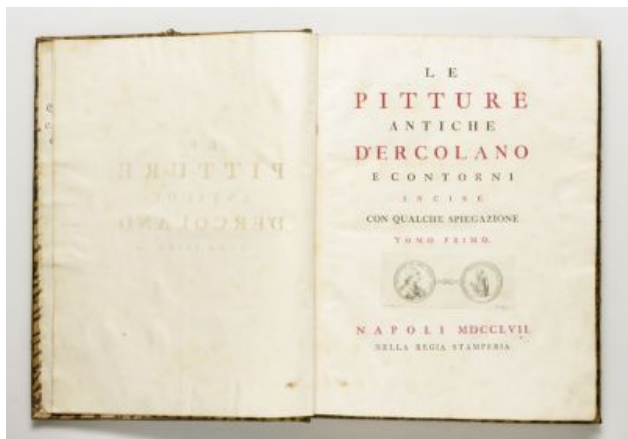 LE
PITTURE
ANTICHE
D'ERCOLANO
E CONTORNI
INCISE
CON QUALCHE SPIEGAZIONE
TOMO PRIMO.
NAPOLI MDCCLVII.
NELLA REGIA STAMPERIA